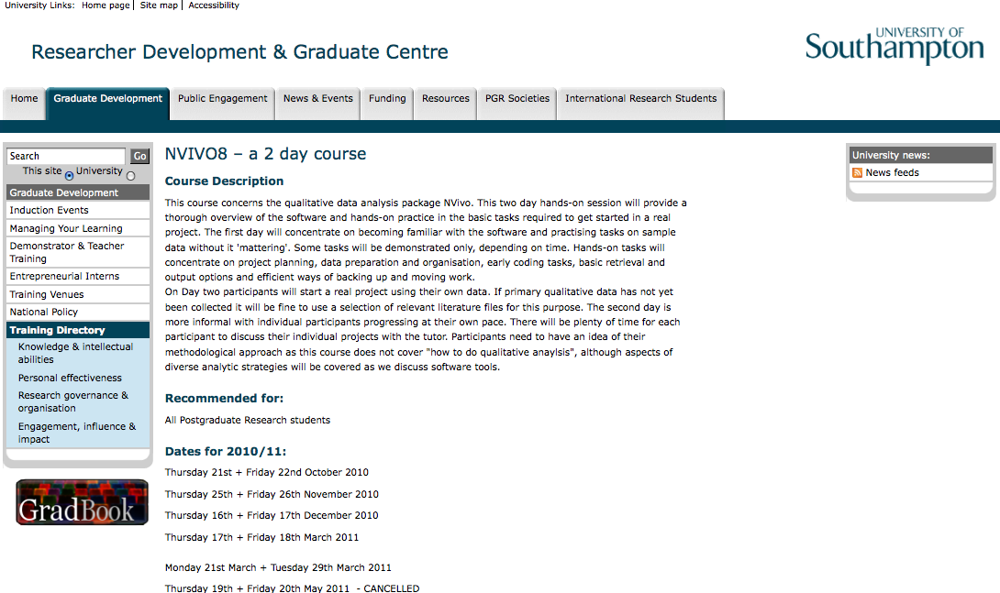 University Links: Home page | Site map | Accessibility
Researcher Development & Graduate Centre
UNIVERSITY OF
Southampton
Home Graduate Development Public Engagement News & Events Funding Resources PGR Societies International Research Students
Search Go
This site University
Graduate Development
Induction Events
Managing Your Learning
Demonstrator & Teacher
Training
Entrepreneurial Interns
Training Venues
National Policy
Training Directory
Knowledge & intellectual
abilities
Personal effectiveness
Research governance &
organisation
Engagement, influence &
impact
GradBook
NVIVO8 – a 2 day course
Course Description
This course concerns the qualitative data analysis package NVivo. This two day hands-on session will provide a
thorough overview of the software and hands-on practice in the basic tasks required to get started in a real
project. The first day will concentrate on becoming familiar with the software and practising tasks on sample
data without it 'mattering'. Some tasks will be demonstrated only, depending on time. Hands-on tasks will
concentrate on project planning, data preparation and organisation, early coding tasks, basic retrieval and
output options and efficient ways of backing up and moving work.
On Day two participants will start a real project using their own data. If primary qualitative data has not yet
been collected it will be fine to use a selection of relevant literature files for this purpose. The second day is
more informal with individual participants progressing at their own pace. There will be plenty of time for each
participant to discuss their individual projects with the tutor. Participants need to have an idea of their
methodological approach as this course does not cover "how to do qualitative anaylsis", although aspects of
diverse analytic strategies will be covered as we discuss software tools.
Recommended for:
All Postgraduate Research students
Dates for 2010/11:
Thursday 21st + Friday 22nd October 2010
Thursday 25th + Friday 26th November 2010
Thursday 16th + Friday 17th December 2010
Thursday 17th + Friday 18th March 2011
Monday 21st March + Tuesday 29th March 2011
Thursday 19th + Friday 20th May 2011 - CANCELLED
University news:
News feeds